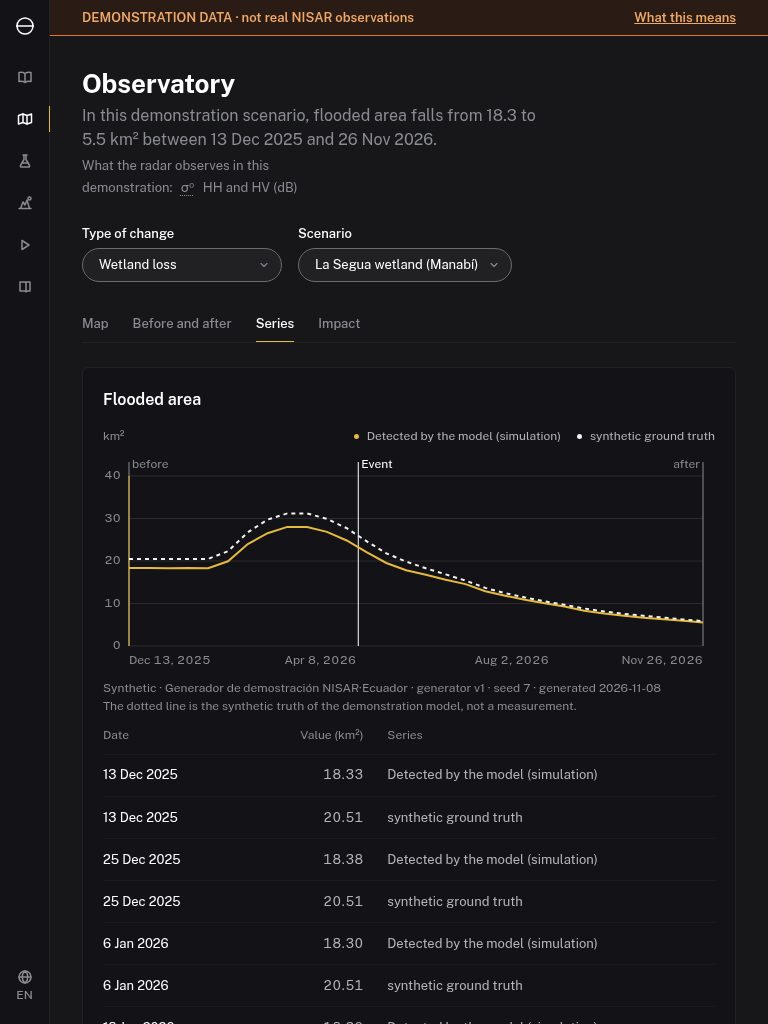 DEMONSTRATION DATA · not real NISAR observations What this means
Observatory
In this demonstration scenario, flooded area falls from 18.3 to
5.5 km² between 13 Dec 2025 and 26 Nov 2026.
What the radar observes in this
demonstration: σ⁰ HH and HV (dB)
Type of change Scenario
Wetland loss La Segua wetland (Manabí)
Map Before and after Series Impact
Flooded area
km² Detected by the model (simulation) synthetic ground truth
before Event after
40
30
20
10
0
Dec 13, 2025 Apr 8, 2026 Aug 2, 2026 Nov 26, 2026
Synthetic · Generador de demostración NISAR·Ecuador · generator v1 · seed 7 · generated 2026-11-08
The dotted line is the synthetic truth of the demonstration model, not a measurement.
Date Value (km²) Series
13 Dec 2025 18.33 Detected by the model (simulation)
13 Dec 2025 20.51 synthetic ground truth
25 Dec 2025 18.38 Detected by the model (simulation)
25 Dec 2025 20.51 synthetic ground truth
6 Jan 2026 18.30 Detected by the model (simulation)
6 Jan 2026 20.51 synthetic ground truth
EN